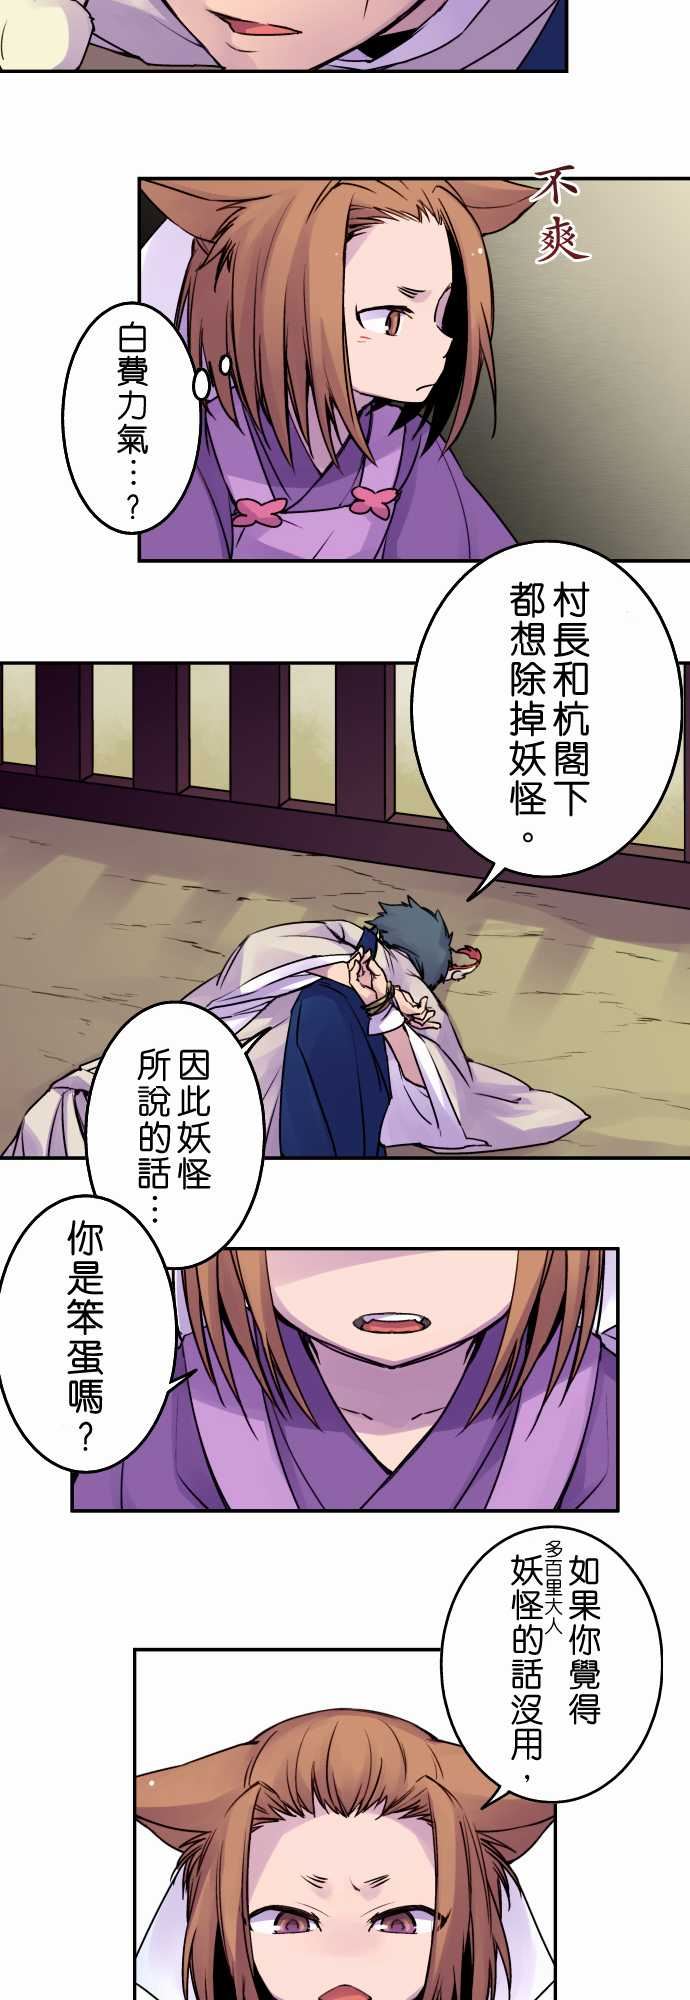 不爽
白費力氣…?
村長和杭閣下
都想除掉妖怪。
因此妖怪
所說的話…
你是笨蛋嗎?
如果你覺得
多百里大人
妖怪的話沒用，